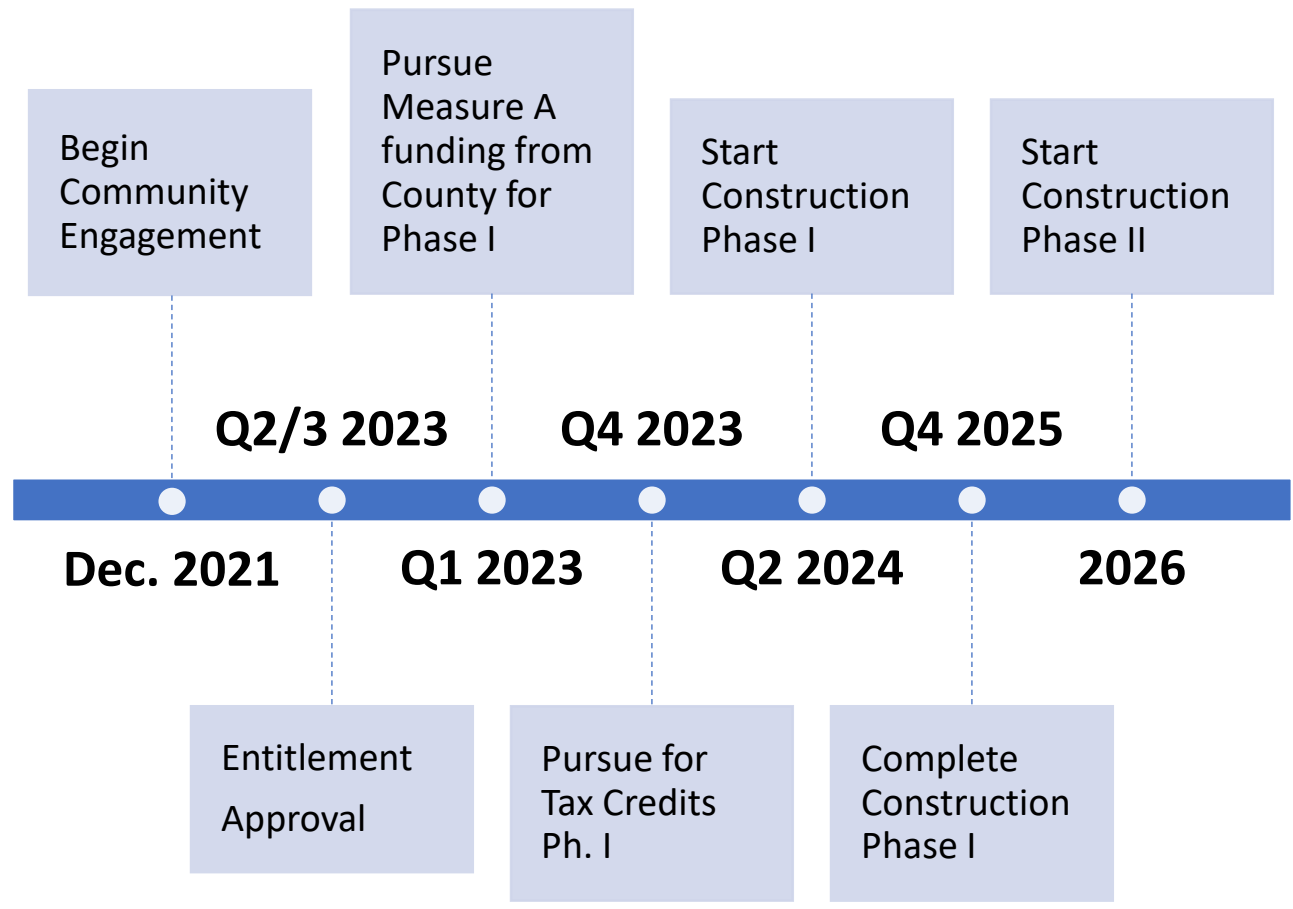 Begin
Community
Engagement
Pursue
Measure A
funding from
County for
Phase I
Start
Construction
Phase I
Start
Construction
Phase II
Q2/3 2023
Q4 2023
Q4 2025
Dec. 2021
Q1 2023
Q2 2024
2026
Entitlement
Approval
Pursue for
Tax Credits
Ph. I
Complete
Construction
Phase I